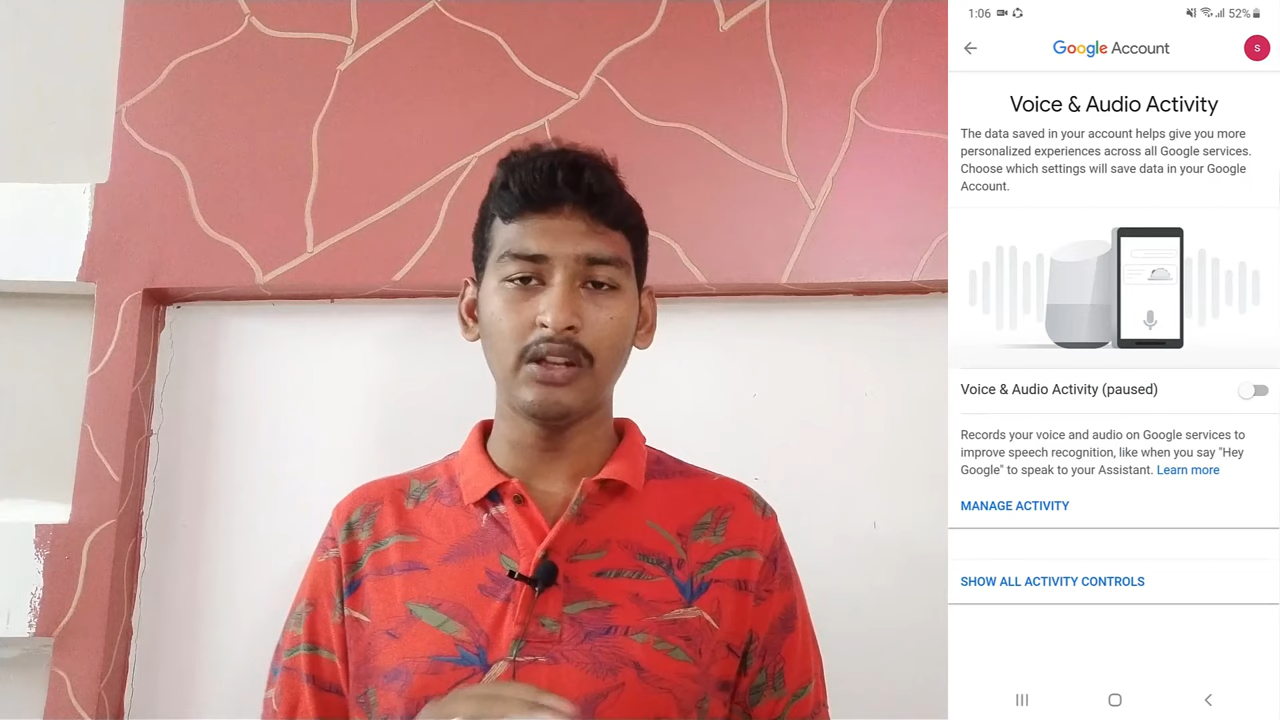 1:06
52%
Google Account
S
Voice & Audio Activity
The data saved in your account helps give you more
personalized experiences across all Google services.
Choose which settings will save data in your Google
Account.
Voice & Audio Activity (paused)
Records your voice and audio on Google services to
improve speech recognition, like when you say "Hey
Google" to speak to your Assistant. Learn more
MANAGE ACTIVITY
SHOW ALL ACTIVITY CONTROLS